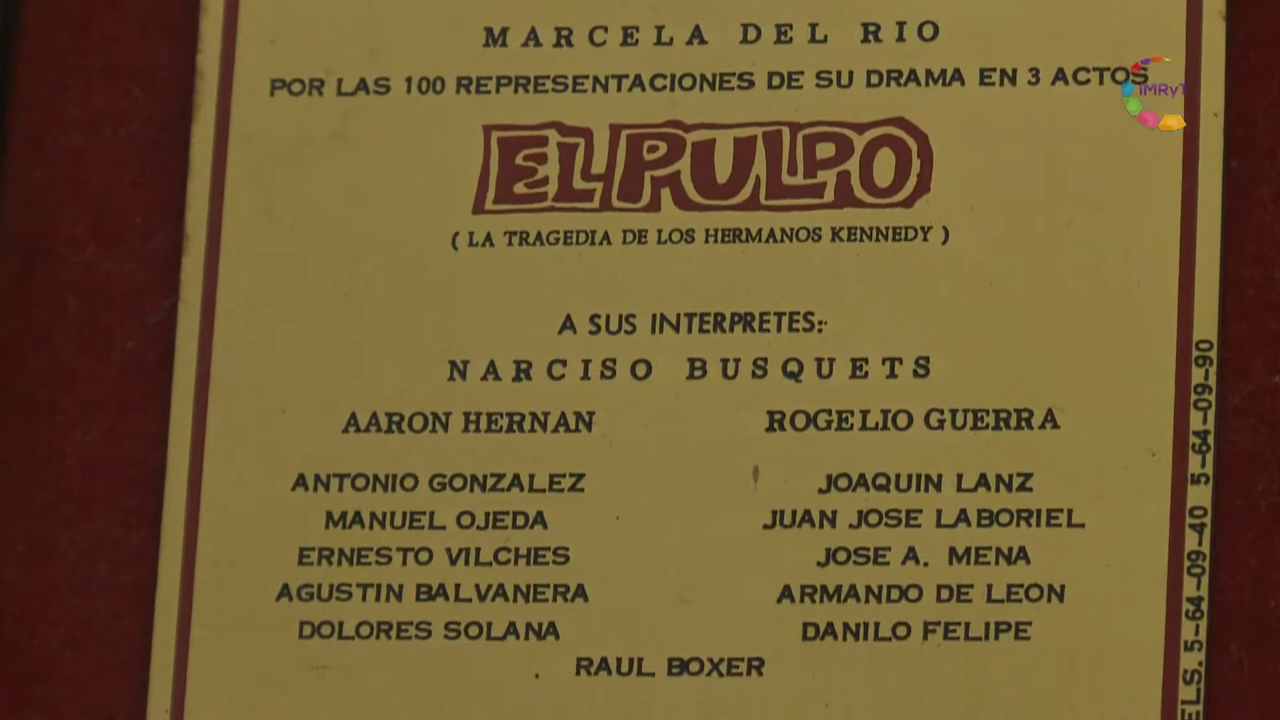 MARCELA DEL RIO
POR LAS 100 REPRESENTACIONES DE SU DRAMA EN 3 ACTOS
iMRyT
EL PULPO
( LA TRAGEDIA DE LOS HERMANOS KENNEDY )
A SUS INTERPRETES:
NARCISO BUSQUETS
AARON HERNAN ROGELIO GUERRA
ANTONIO GONZALEZ JOAQUIN LANZ
MANUEL OJEDA JUAN JOSE LABORIEL
ERNESTO VILCHES JOSE A. MENA
AGUSTIN BALVANERA ARMANDO DE LEON
DOLORES SOLANA DANILO FELIPE
RAUL BOXER
ELS. 5-64-09-40 5-64-09-90